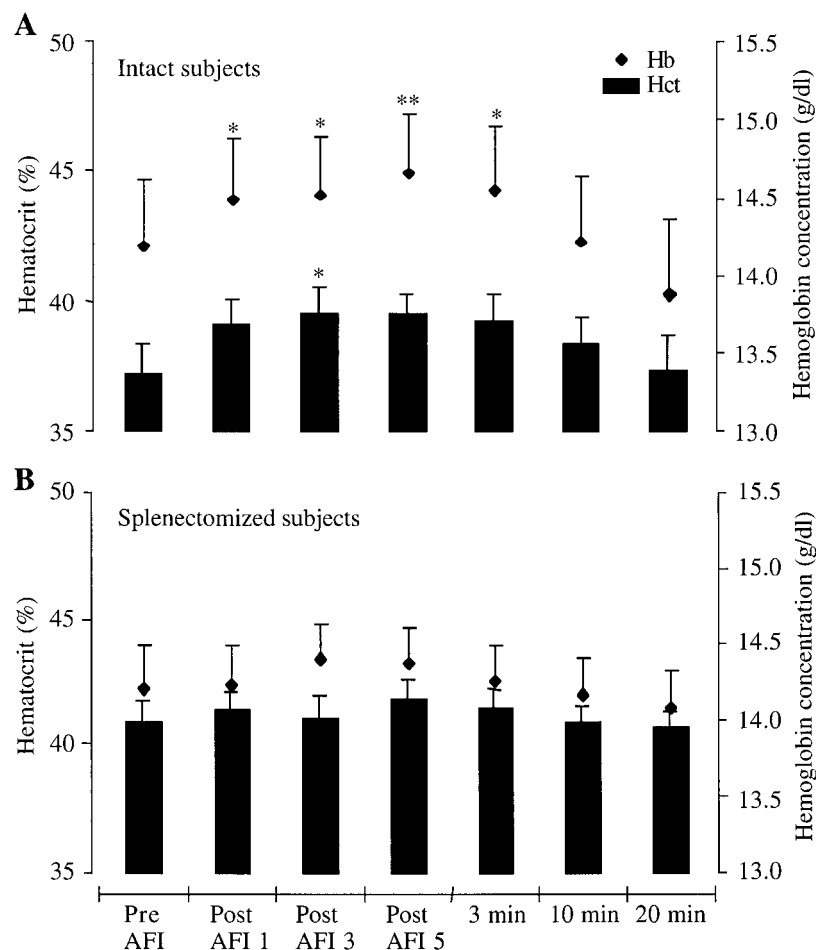 A
Intact subjects
Hb
Hct
Hematocrit (%)
50
45
40
35
* * ** *
*
15.5
15.0
14.5
14.0
13.5
13.0
Hemoglobin concentration (g/dl)
B
Splenectomized subjects
Hematocrit (%)
50
45
40
35
15.5
15.0
14.5
14.0
13.5
13.0
Hemoglobin concentration (g/dl)
Pre Post Post Post 3 min 10 min 20 min
AFI AFI 1 AFI 3 AFI 5